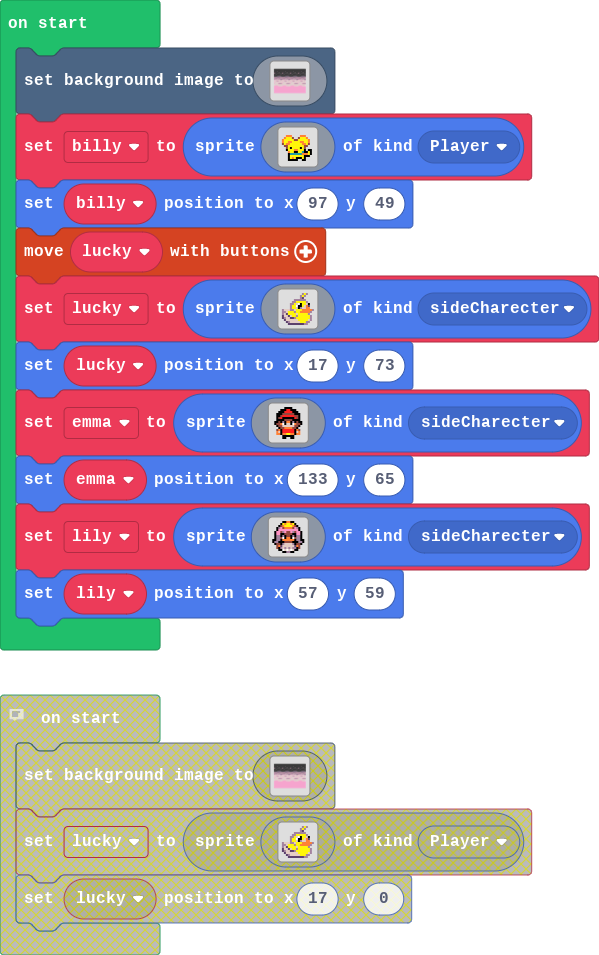 on start
set background image to
set billy to sprite of kind Player
set billy position to x 97 y 49
move lucky with buttons
set lucky to sprite of kind sideCharecter
set lucky position to x 17 y 73
set emma to sprite of kind sideCharecter
set emma position to x 133 y 65
set lily to sprite of kind sideCharecter
set lily position to x 57 y 59
on start
set background image to
set lucky to sprite of kind Player
set lucky position to x 17 y 0